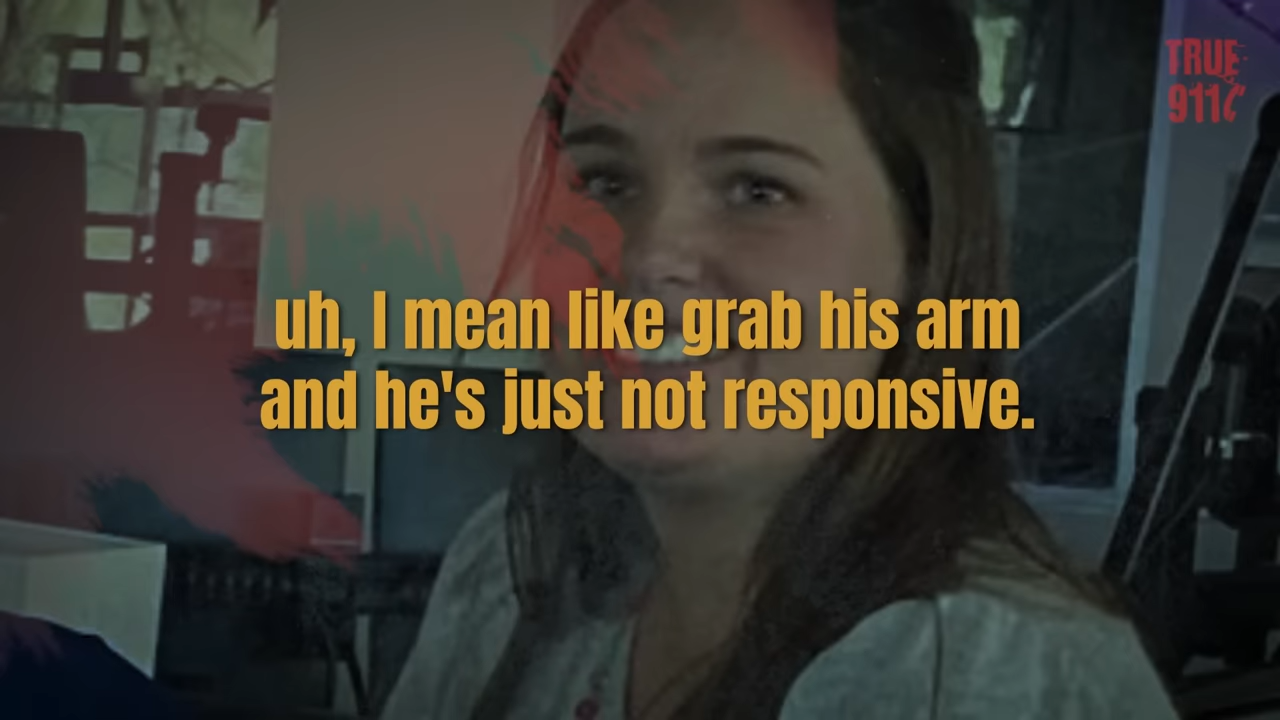 TRUE
911
uh, I mean like grab his arm
and he's just not responsive.